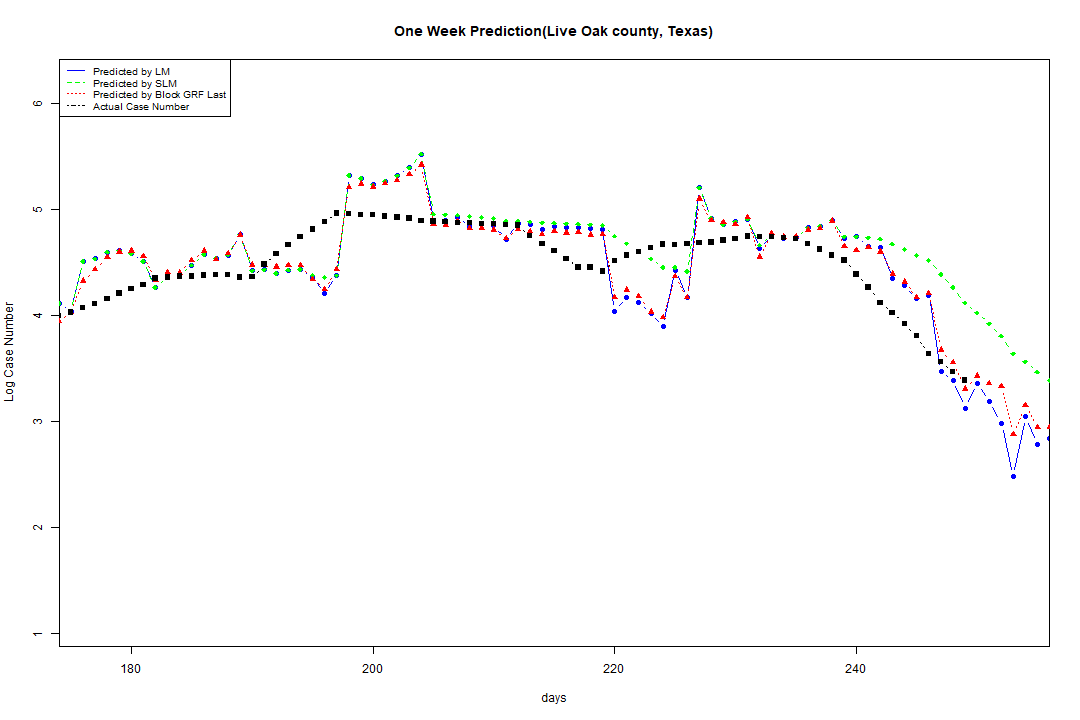 One Week Prediction(Live Oak county, Texas)
Predicted by LM
Predicted by SLM
Predicted by Block GRF Last
Actual Case Number
6
5
4
3
2
1
Log Case Number
180 200 220 240
days